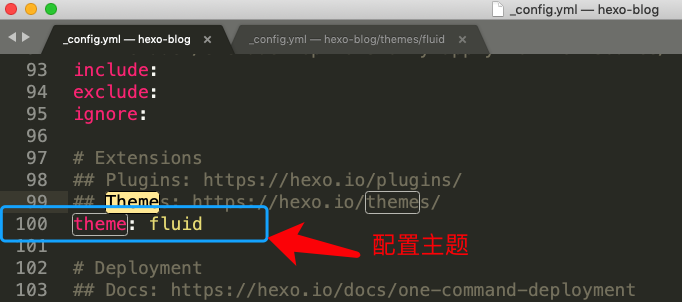 _config.yml — hexo-blog
_config.yml — hexo-blog ×
_config.yml — hexo-blog/themes/fluid ×
93 include:
94 exclude:
95 ignore:
96
97 # Extensions
98 ## Plugins: https://hexo.io/plugins/
99 ## Themes: https://hexo.io/themes/
100 theme: fluid
配置主题
101
102 # Deployment
103 ## Docs: https://hexo.io/docs/one-command-deployment